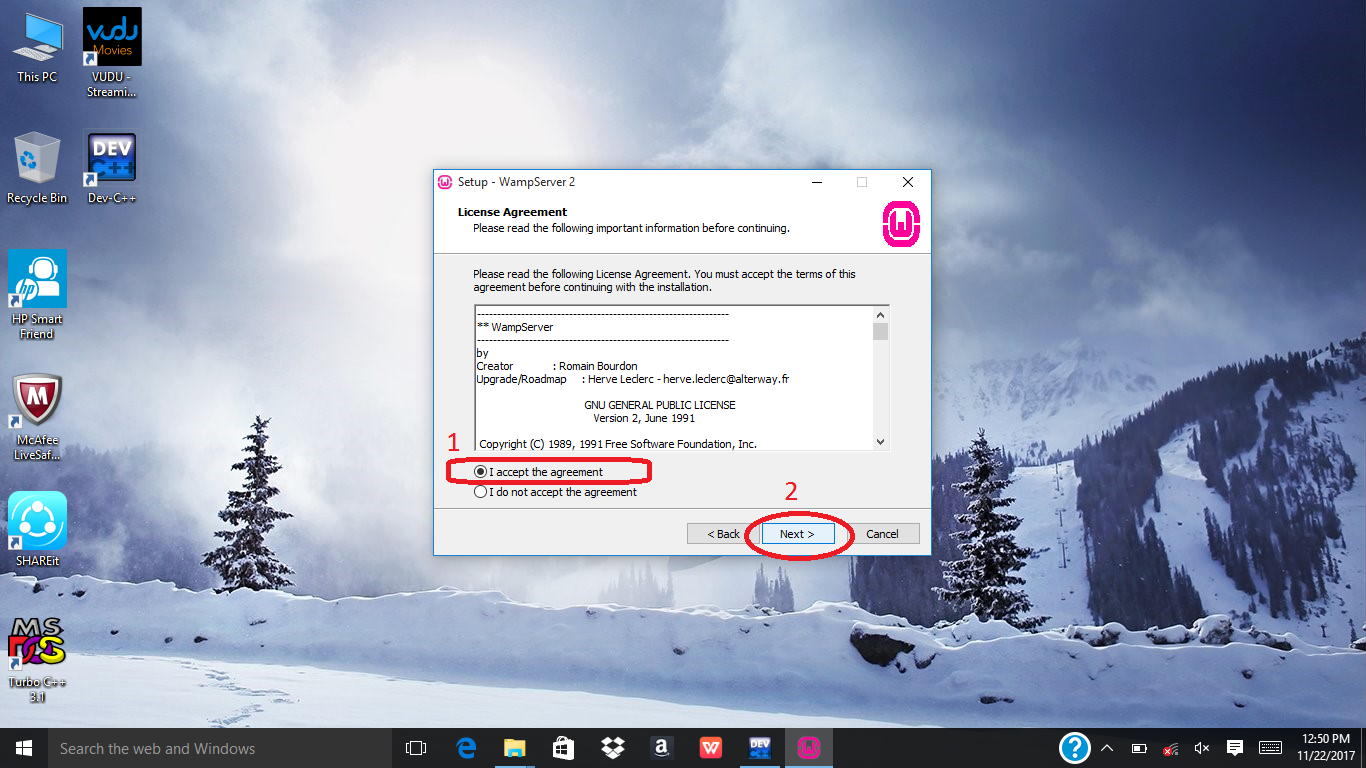 This PC
VUDU
Movies
VUDU -
Streami...
Recycle Bin
DEV
C++
Dev-C++
hp
HP Smart
Friend
McAfee
LiveSaf...
SHAREit
MS
DOS
Turbo C++
3.1
Setup - WampServer 2
License Agreement
Please read the following important information before continuing.
Please read the following License Agreement. You must accept the terms of this
agreement before continuing with the installation.
------------------------------------------------------------
** WampServer
------------------------------------------------------------
by
Creator : Romain Bourdon
Upgrade/Roadmap : Herve Leclerc - herve.leclerc@alterway.fr
GNU GENERAL PUBLIC LICENSE
Version 2, June 1991
Copyright (C) 1989, 1991 Free Software Foundation, Inc.
1
I accept the agreement
I do not accept the agreement
2
< Back
Next >
Cancel
Search the web and Windows
DEV
12:50 PM
11/22/2017